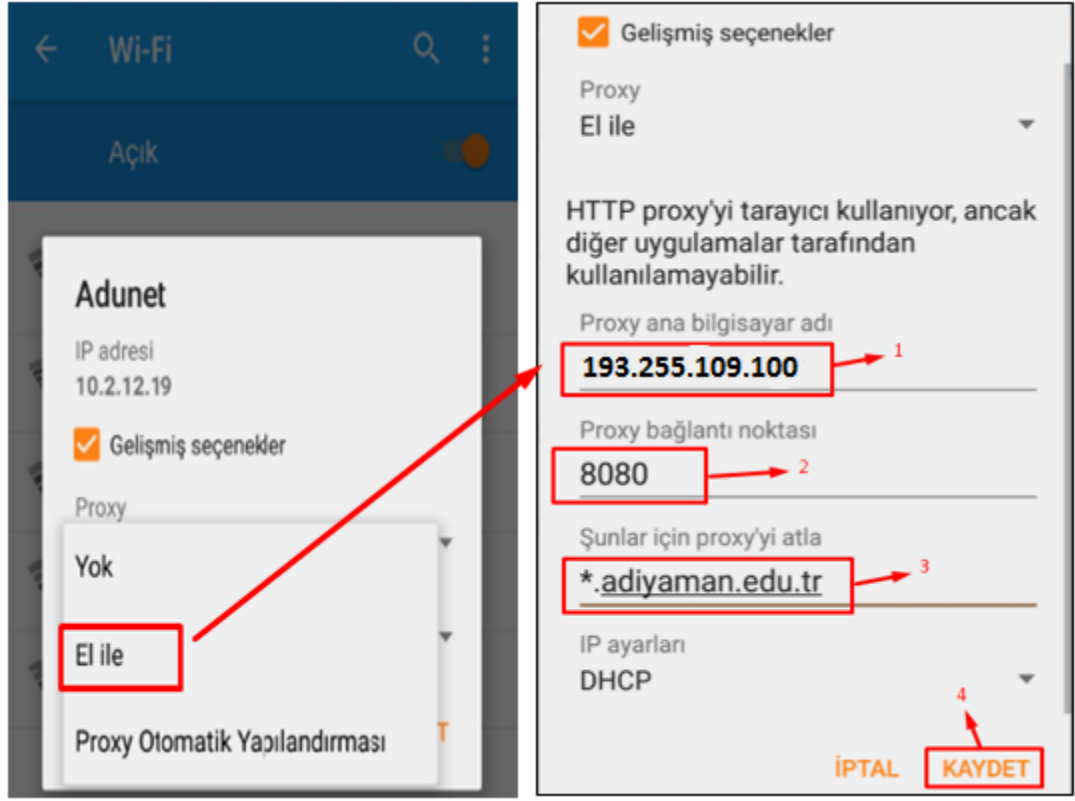 Wi-Fi
Açık
Adunet
IP adresi
10.2.12.19
Gelişmiş seçenekler
Proxy
Yok
El ile
Proxy Otomatik Yapılandırması
T
Gelişmiş seçenekler
Proxy
El ile
HTTP proxy'yi tarayıcı kullanıyor, ancak
diğer uygulamalar tarafından
kullanılamayabilir.
Proxy ana bilgisayar adı
193.255.109.100 1
Proxy bağlantı noktası
8080 2
Şunlar için proxy'yi atla
*.adiyaman.edu.tr 3
IP ayarları
DHCP
4
İPTAL KAYDET